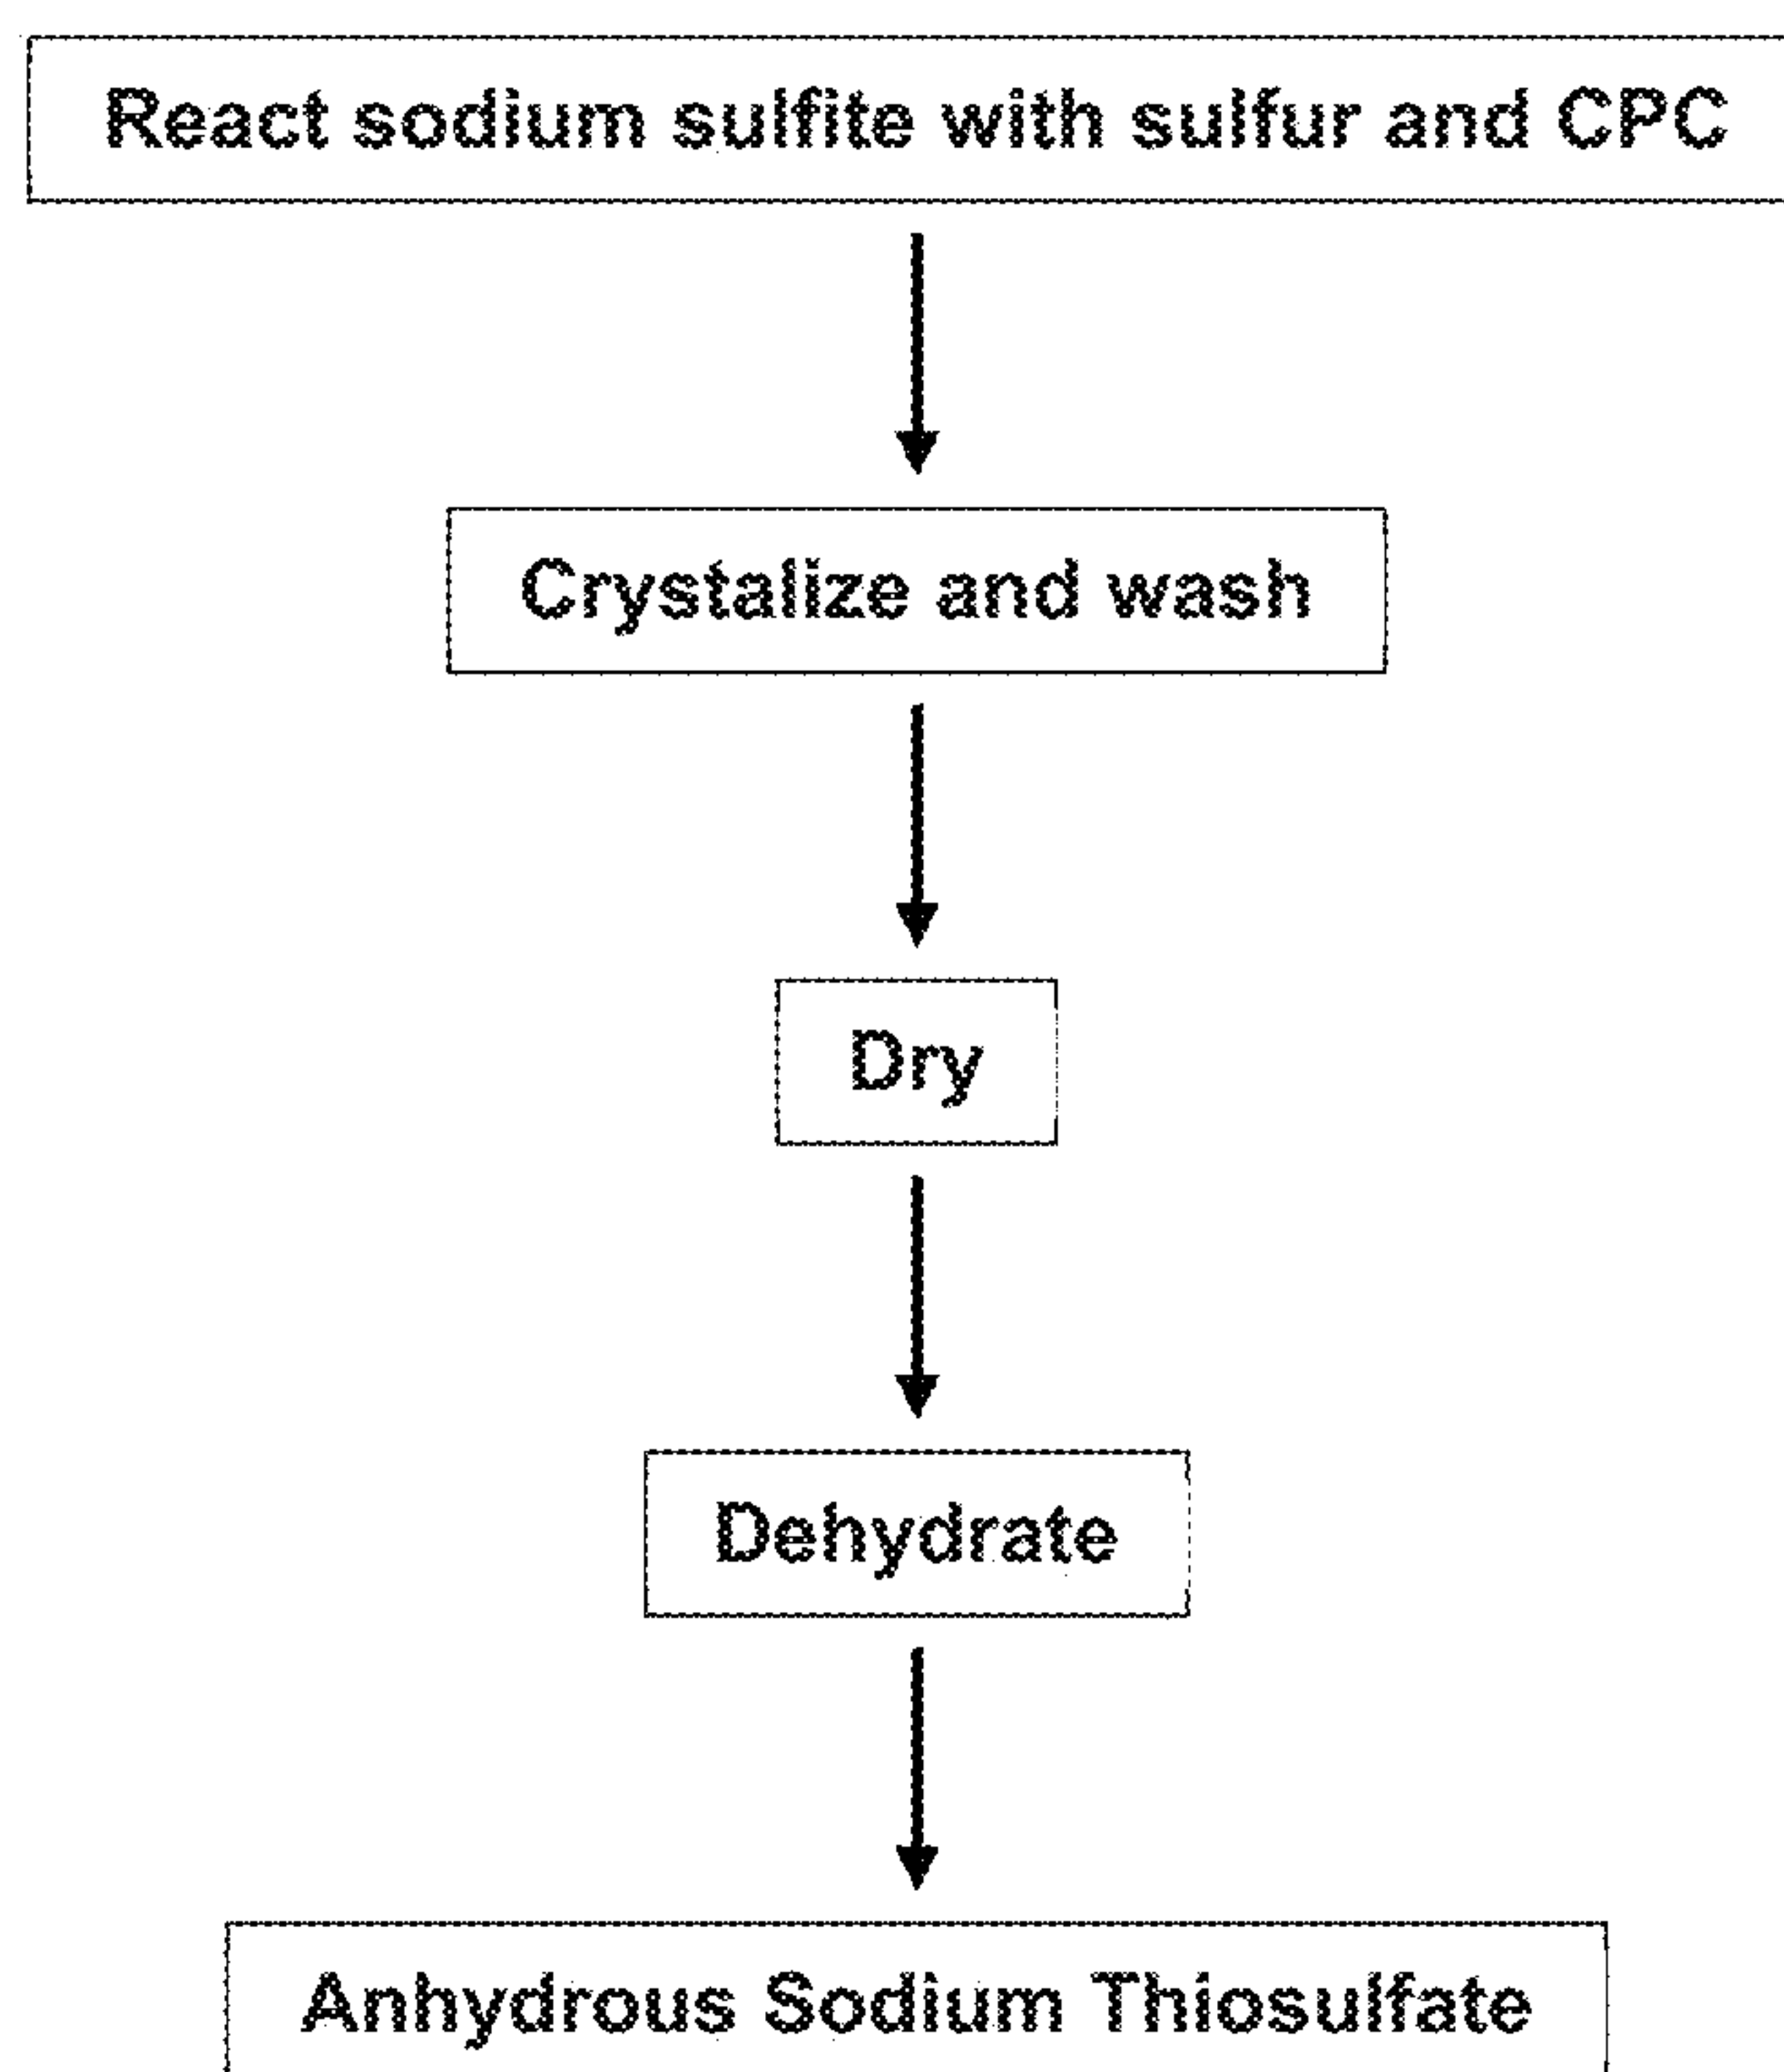 React sodium sulfite with sulfur and CPC
Crystalize and wash
Dry
Dehydrate
Anhydrous Sodium Thiosulfate